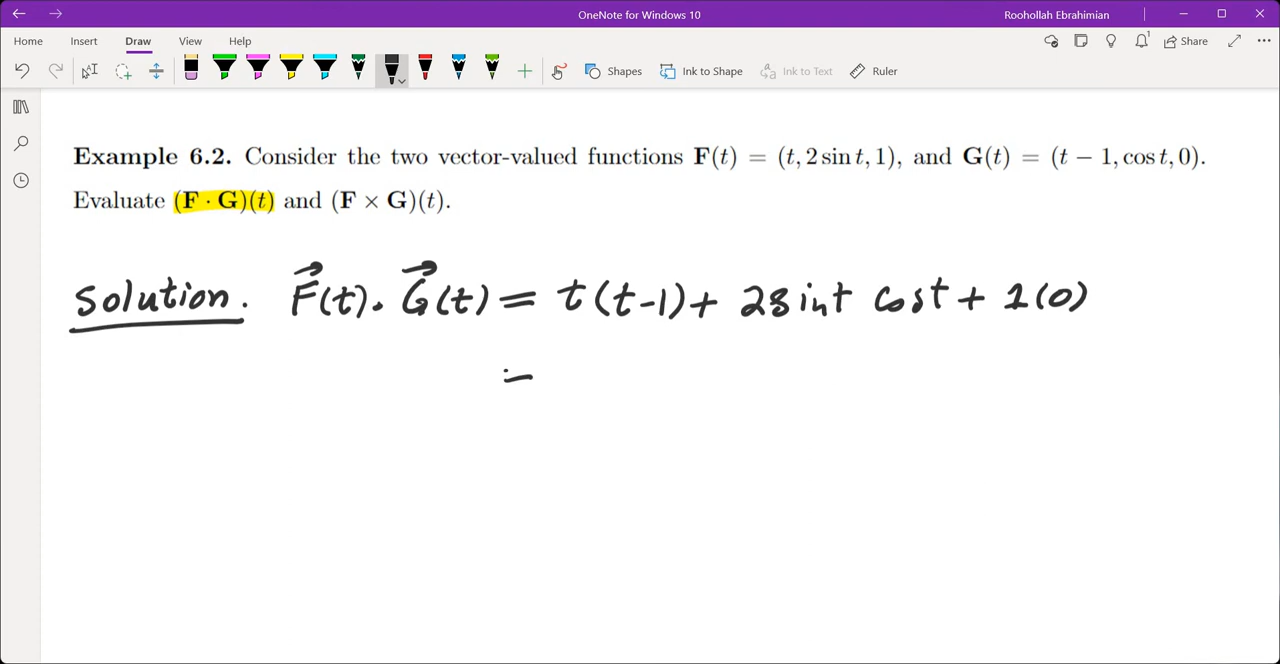 OneNote for Windows 10
Roohollah Ebrahimian
Home Insert Draw View Help
Share
Shapes Ink to Shape Ink to Text Ruler
Example 6.2. Consider the two vector-valued functions F(t) = (t, 2 sin t, 1), and G(t) = (t − 1, cos t, 0).
Evaluate (F · G)(t) and (F × G)(t).
Solution. F⃗(t). G⃗(t) = t(t-1)+ 2sint cost + 1(0)
=